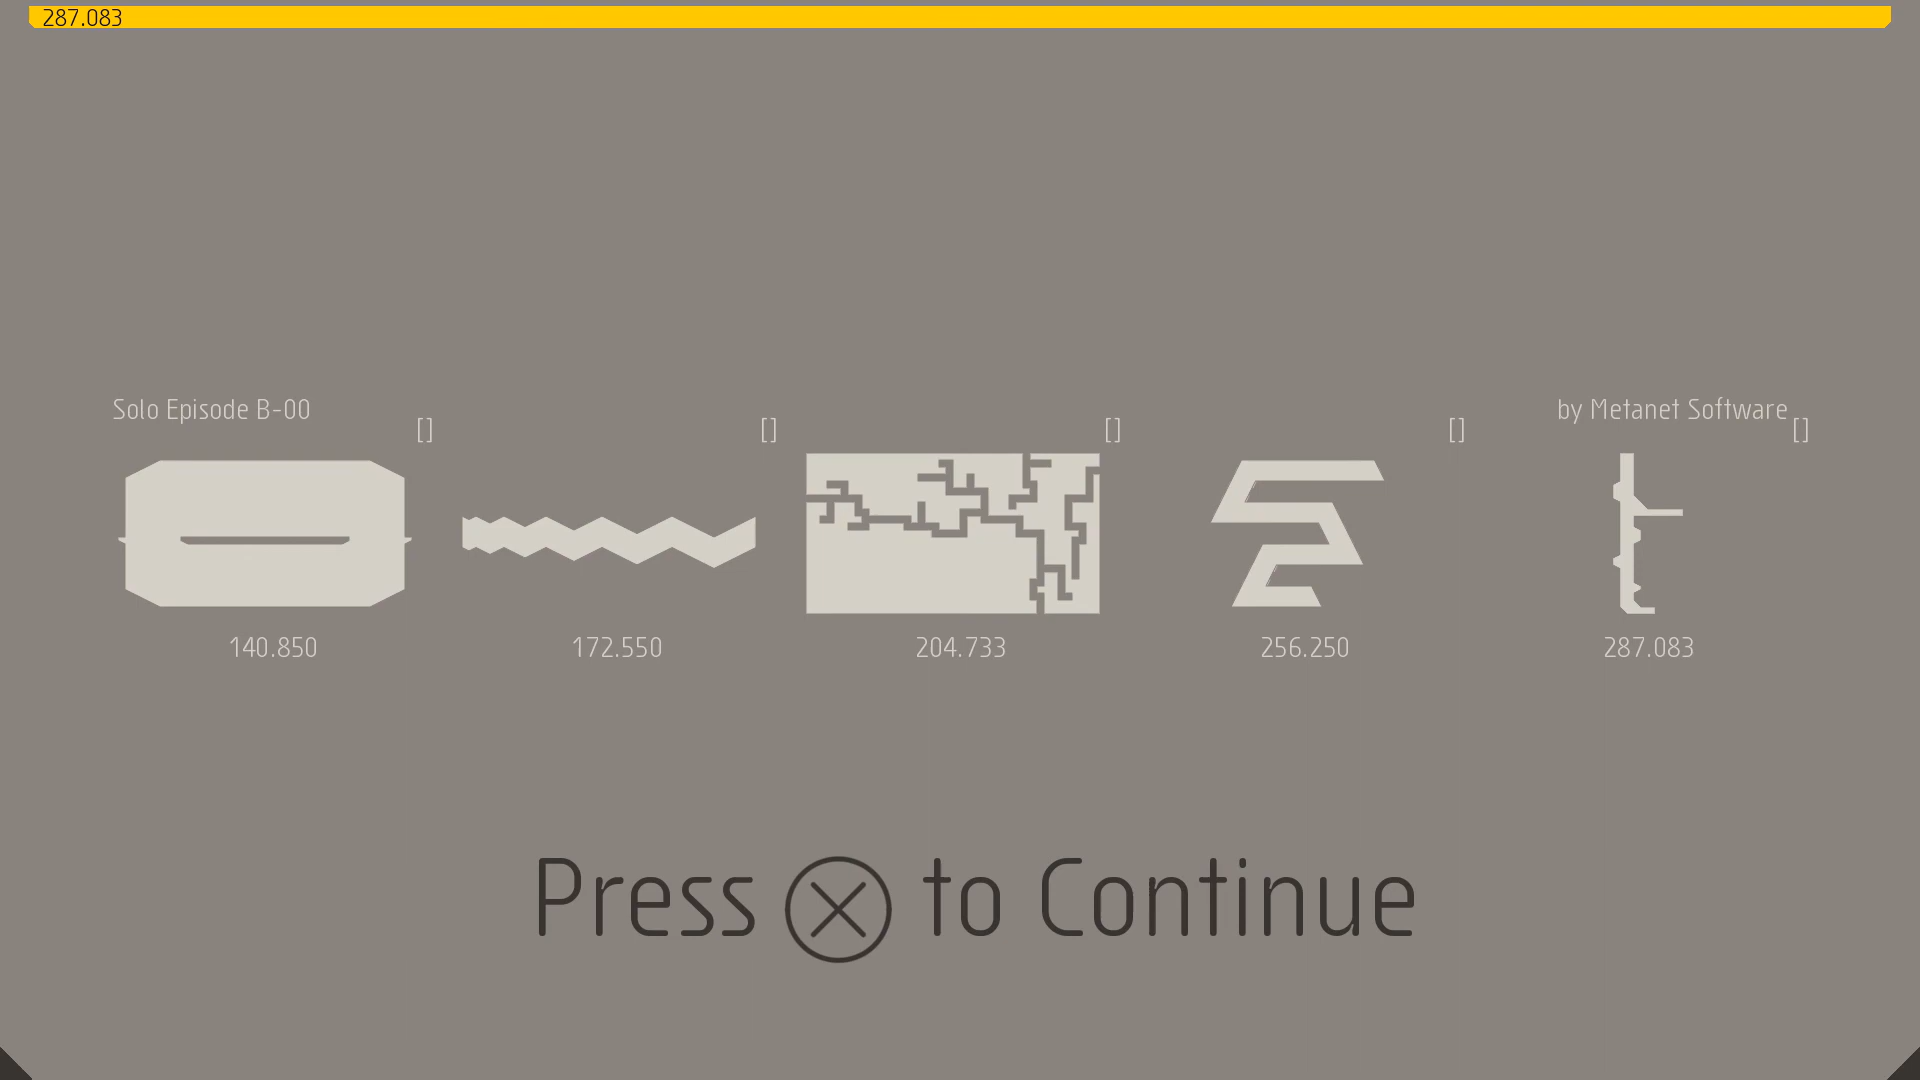 287.083
Solo Episode B-00
by Metanet Software
[] [] [] [] []
140.850 172.550 204.733 256.250 287.083
Press ⓧ to Continue